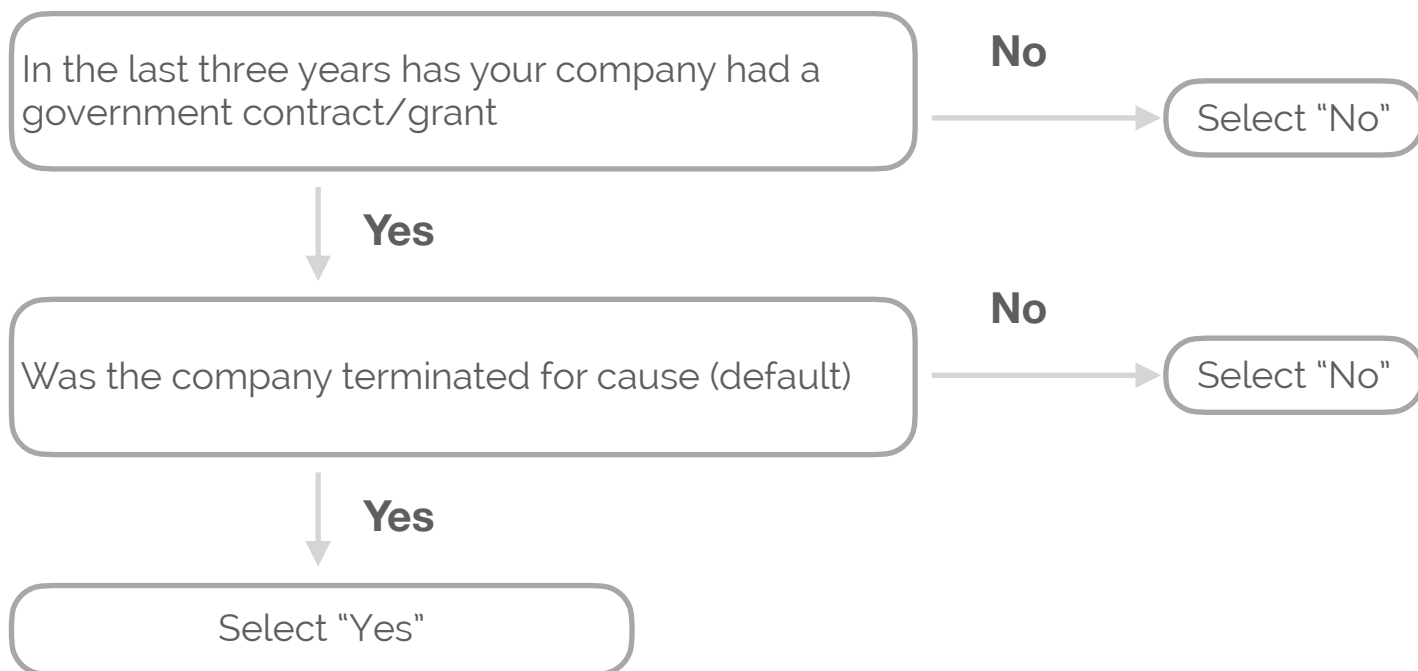 In the last three years has your company had a
government contract/grant
No
Select “No”
Yes
Was the company terminated for cause (default)
No
Select “No”
Yes
Select “Yes”